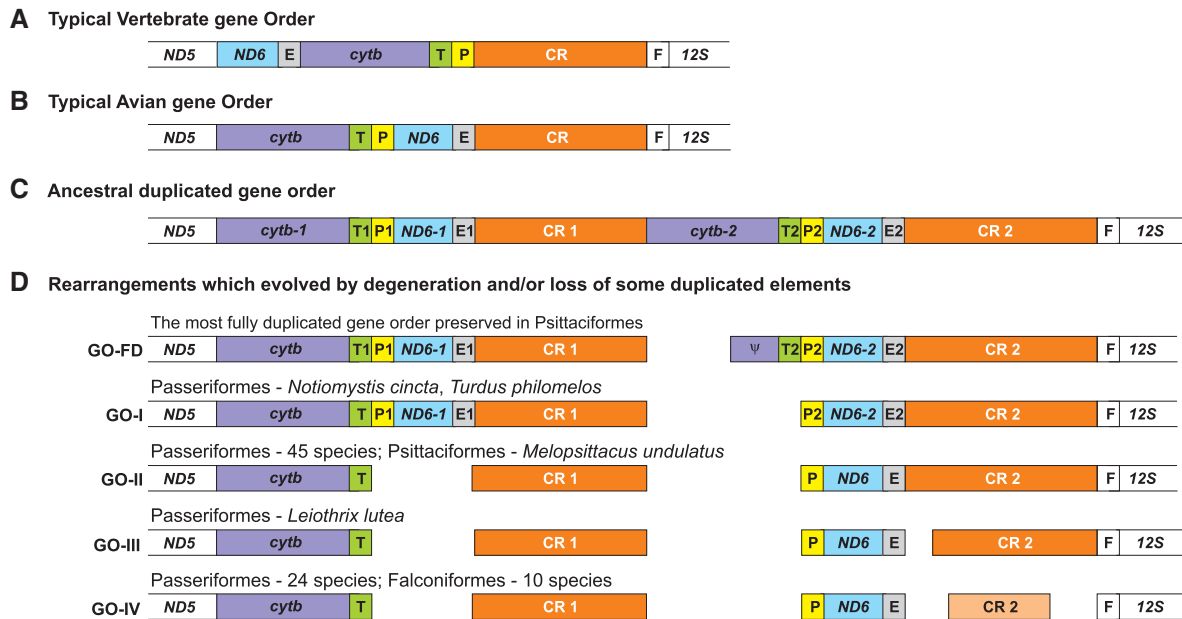 A Typical Vertebrate gene Order
ND5 ND6 E cytb T P CR F 12S
B Typical Avian gene Order
ND5 cytb T P ND6 E CR F 12S
C Ancestral duplicated gene order
ND5 cytb-1 T1 P1 ND6-1 E1 CR 1 cytb-2 T2 P2 ND6-2 E2 CR 2 F 12S
D Rearrangements which evolved by degeneration and/or loss of some duplicated elements
The most fully duplicated gene order preserved in Psittaciformes
GO-FD ND5 cytb T1 P1 ND6-1 E1 CR 1 ψ T2 P2 ND6-2 E2 CR 2 F 12S
Passeriformes - Notiomystis cincta, Turdus philomelos
GO-I ND5 cytb T P1 ND6-1 E1 CR 1 P2 ND6-2 E2 CR 2 F 12S
Passeriformes - 45 species; Psittaciformes - Melopsittacus undulatus
GO-II ND5 cytb T CR 1 P ND6 E CR 2 F 12S
Passeriformes - Leiothrix lutea
GO-III ND5 cytb T CR 1 P ND6 E CR 2 F 12S
Passeriformes - 24 species; Falconiformes - 10 species
GO-IV ND5 cytb T CR 1 P ND6 E CR 2 F 12S